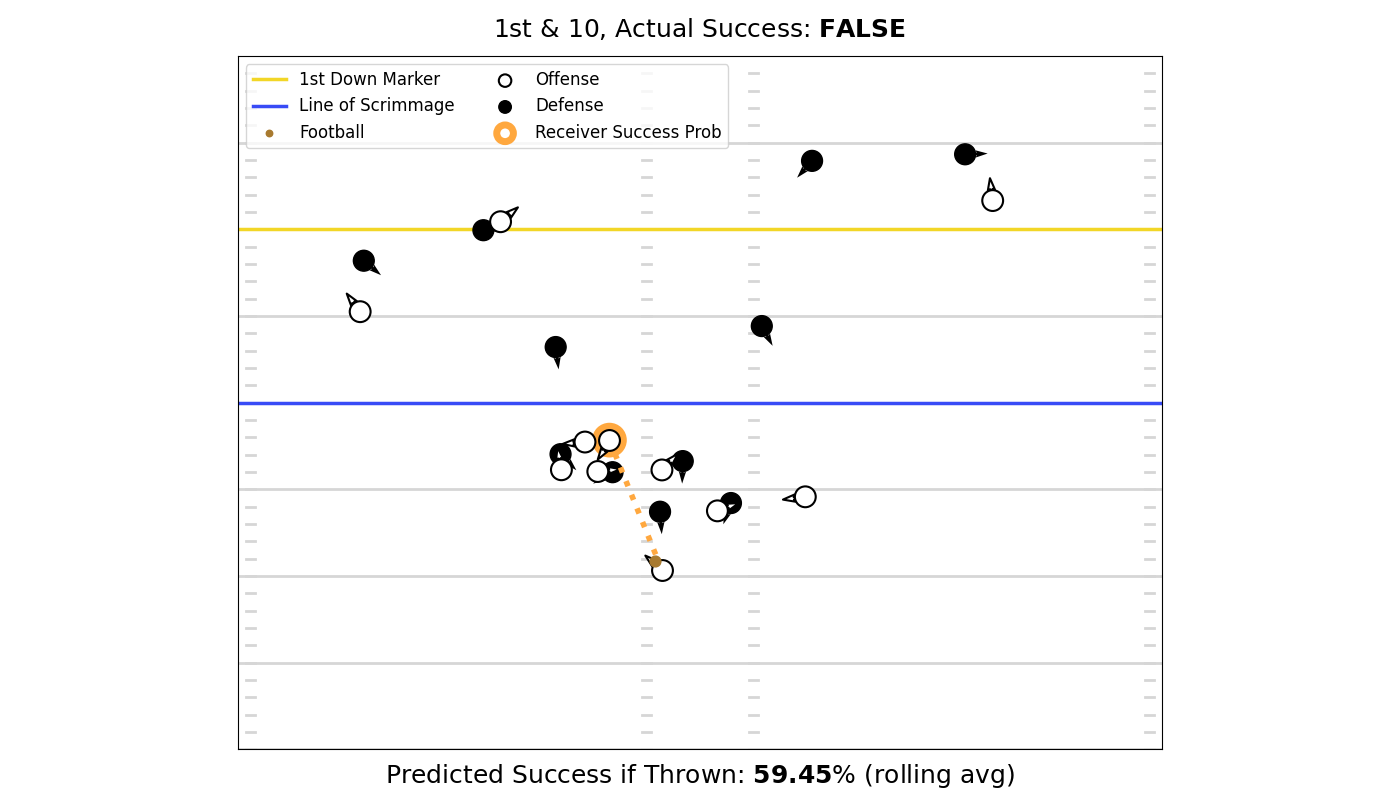 1st & 10, Actual Success: FALSE
1st Down Marker
Line of Scrimmage
Football
Offense
Defense
Receiver Success Prob
Predicted Success if Thrown: 59.45% (rolling avg)